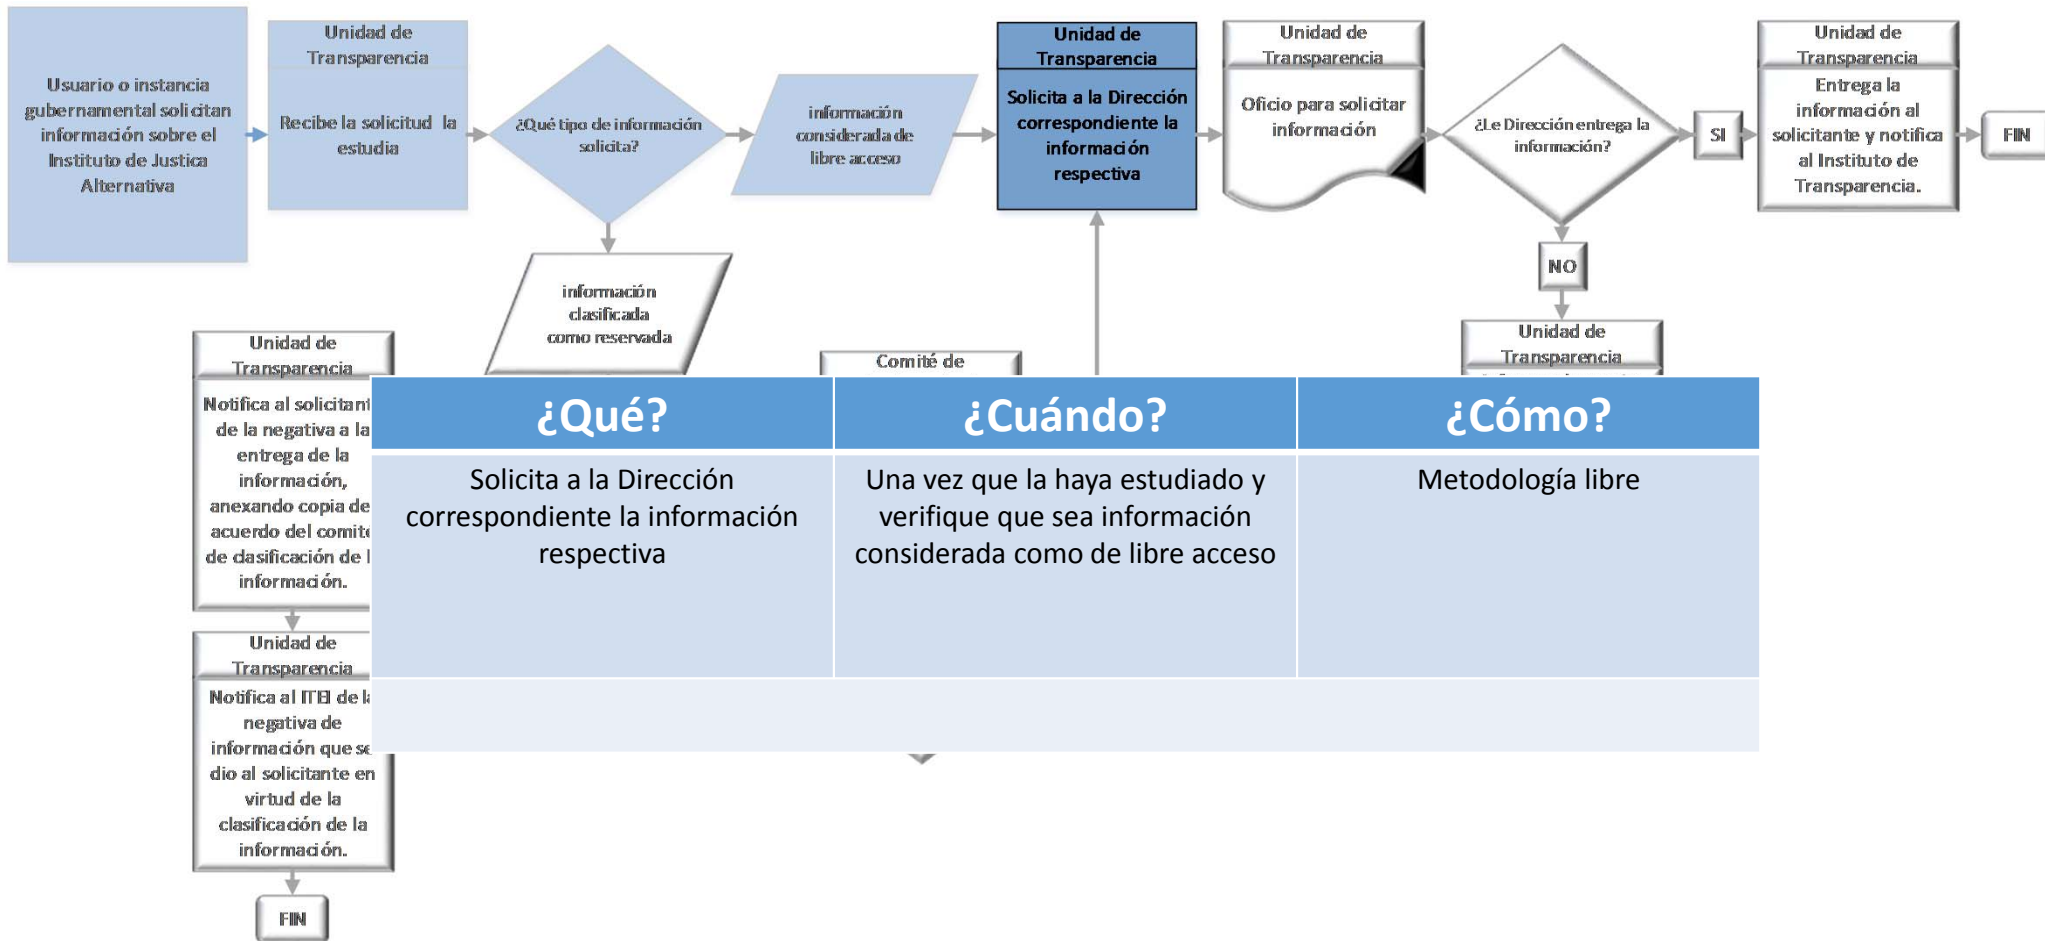 Usuario o instancia
gubernamental solicitan
información sobre el
Instituto de Justica
Alternativa
Unidad de
Transparencia
Recibe la solicitud la
estudia
¿Qué tipo de información
solicita?
información
considerada de
libre acceso
Unidad de
Transparencia
Solicita a la Dirección
correspondiente la
información
respectiva
Unidad de
Transparencia
Oficio para solicitar
información
¿Le Dirección entrega la
información?
SI
Unidad de
Transparencia
Entrega la
información al
solicitante y notifica
al Instituto de
Transparencia.
FIN
NO
Unidad de
Transparencia
información
clasificada
como reservada
Comité de
Unidad de
Transparencia
Notifica al solicitant
de la negativa a la
entrega de la
información,
anexando copia de
acuerdo del comit
de clasificación de
información.
Unidad de
Transparencia
Notifica al ITEI de la
negativa de
información que se
dio al solicitante en
virtud de la
clasificación de la
información.
FIN
¿Qué?
¿Cuándo?
¿Cómo?
Solicita a la Dirección
correspondiente la información
respectiva
Una vez que la haya estudiado y
verifique que sea información
considerada como de libre acceso
Metodología libre